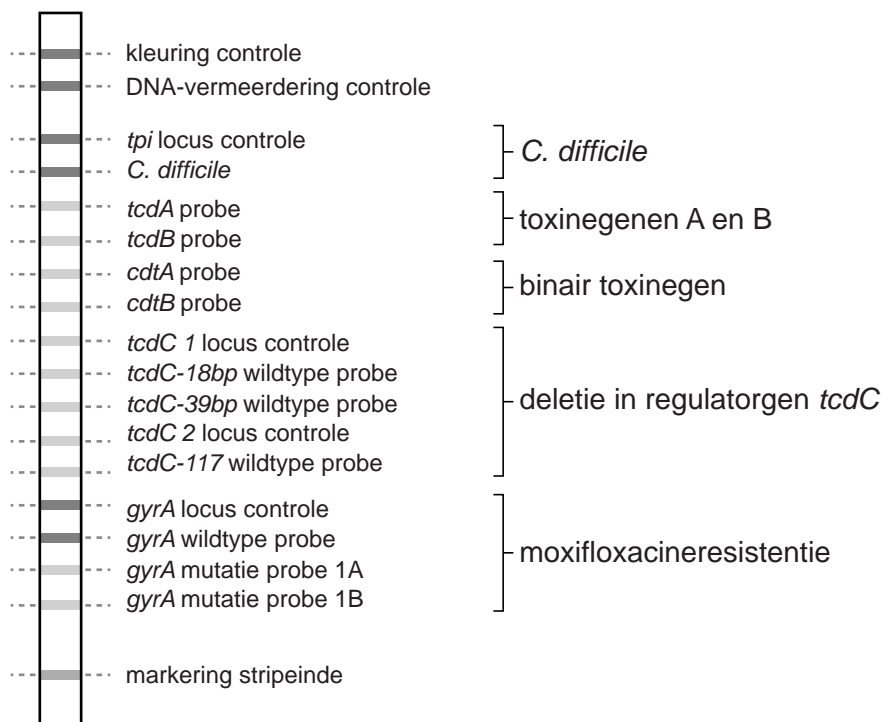 kleuring controle
DNA-vermeerdering controle
tpi locus controle
C. difficile
C. difficile
tcdA probe
tcdB probe
toxinegenen A en B
cdtA probe
cdtB probe
binair toxinegen
tcdC 1 locus controle
tcdC-18bp wildtype probe
tcdC-39bp wildtype probe
tcdC 2 locus controle
tcdC-117 wildtype probe
deletie in regulatorgen tcdC
gyrA locus controle
gyrA wildtype probe
gyrA mutatie probe 1A
gyrA mutatie probe 1B
moxifloxacineresistentie
markering stripeinde